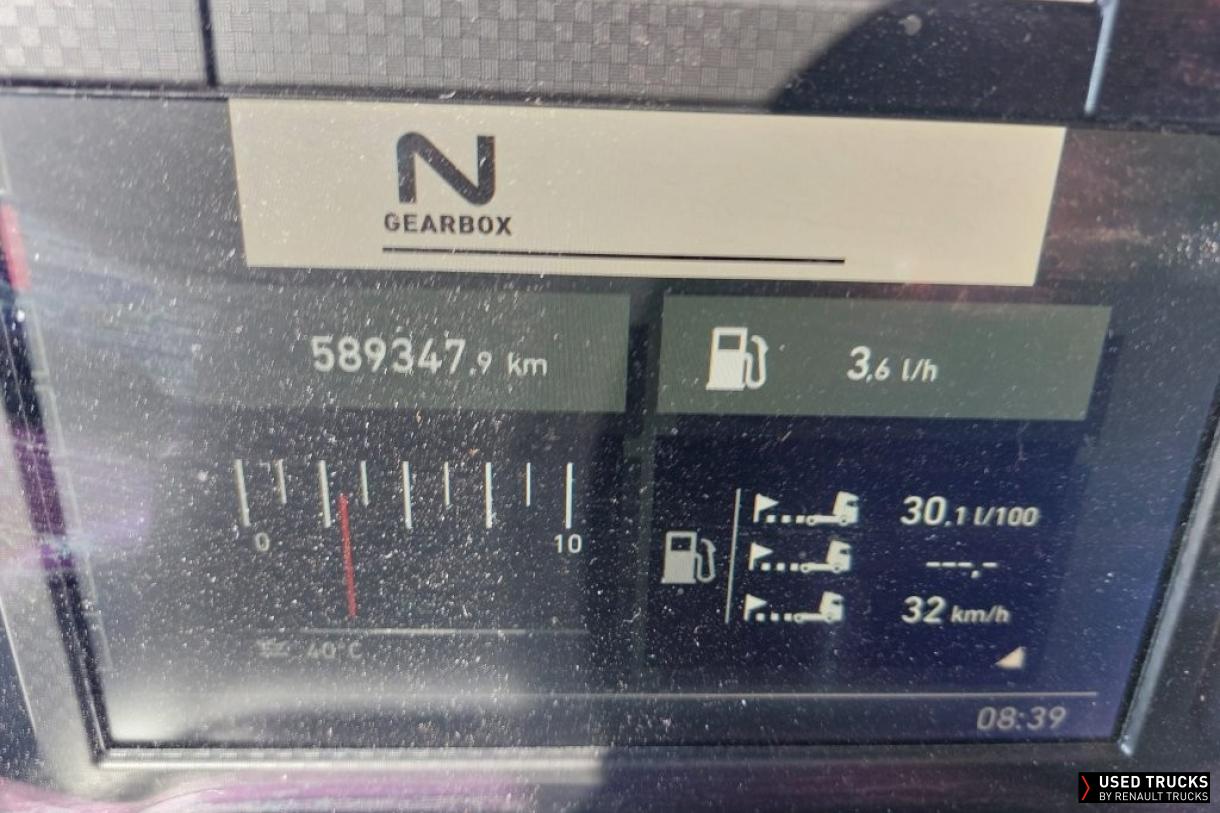 N
GEARBOX
589347.9 km
3.6 l/h
0
10
30.1 l/100
---.-
32 km/h
40°C
08:39
USED TRUCKS
BY RENAULT TRUCKS